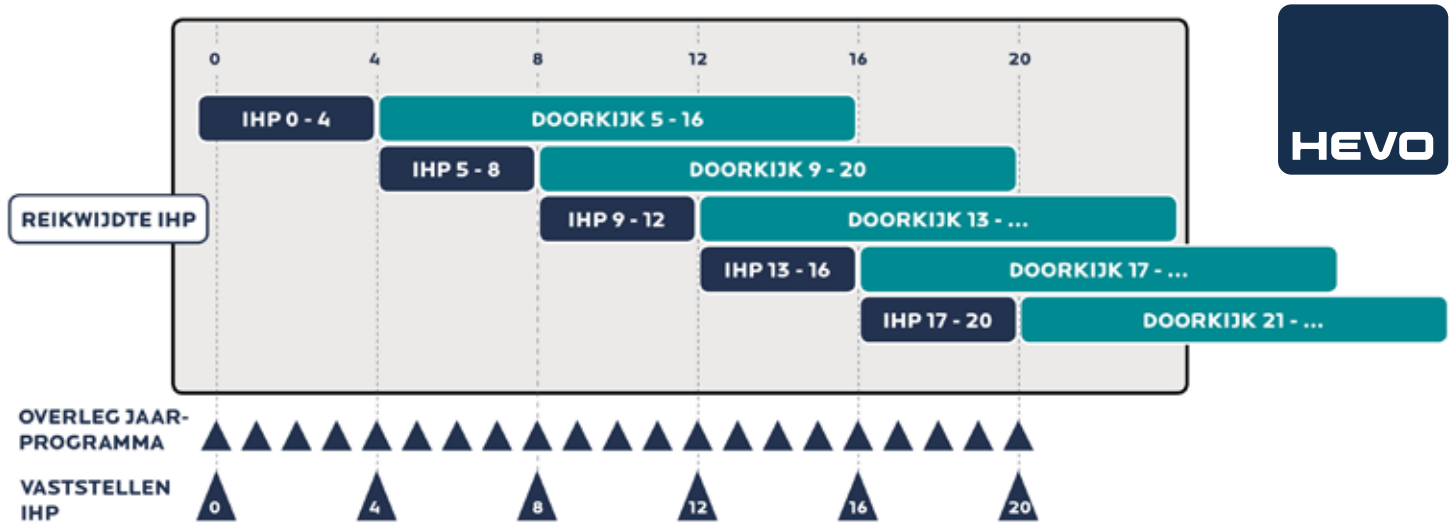 0 4 8 12 16 20
HEVO
IHP 0 - 4 DOORKIJK 5 - 16
IHP 5 - 8 DOORKIJK 9 - 20
REIKWIJDTE IHP
IHP 9 - 12 DOORKIJK 13 - ...
IHP 13 - 16 DOORKIJK 17 - ...
IHP 17 - 20 DOORKIJK 21 - ...
OVERLEG JAAR-
PROGRAMMA
VASTSTELLEN
IHP
0 4 8 12 16 20